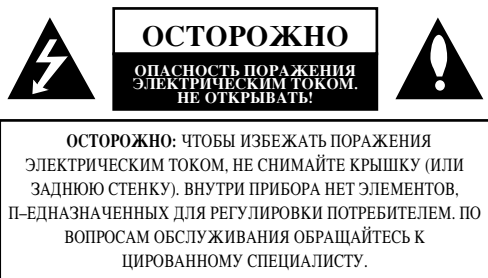 ОСТОРОЖНО
ОПАСНОСТЬ ПОРАЖЕНИЯ
ЭЛЕКТРИЧЕСКИМ ТОКОМ.
НЕ ОТКРЫВАТЬ!
ОСТОРОЖНО: ЧТОБЫ ИЗБЕЖАТЬ ПОРАЖЕНИЯ
ЭЛЕКТРИЧЕСКИМ ТОКОМ, НЕ СНИМАЙТЕ КРЫШКУ (ИЛИ
ЗАДНЮЮ СТЕНКУ). ВНУТРИ ПРИБОРА НЕТ ЭЛЕМЕНТОВ,
П–ЕДНАЗНАЧЕННЫХ ДЛЯ РЕГУЛИРОВКИ ПОТРЕБИТЕЛЕМ. ПО
ВОПРОСАМ ОБСЛУЖИВАНИЯ ОБРАЩАЙТЕСЬ К
ЦИРОВАННОМУ СПЕЦИАЛИСТУ.